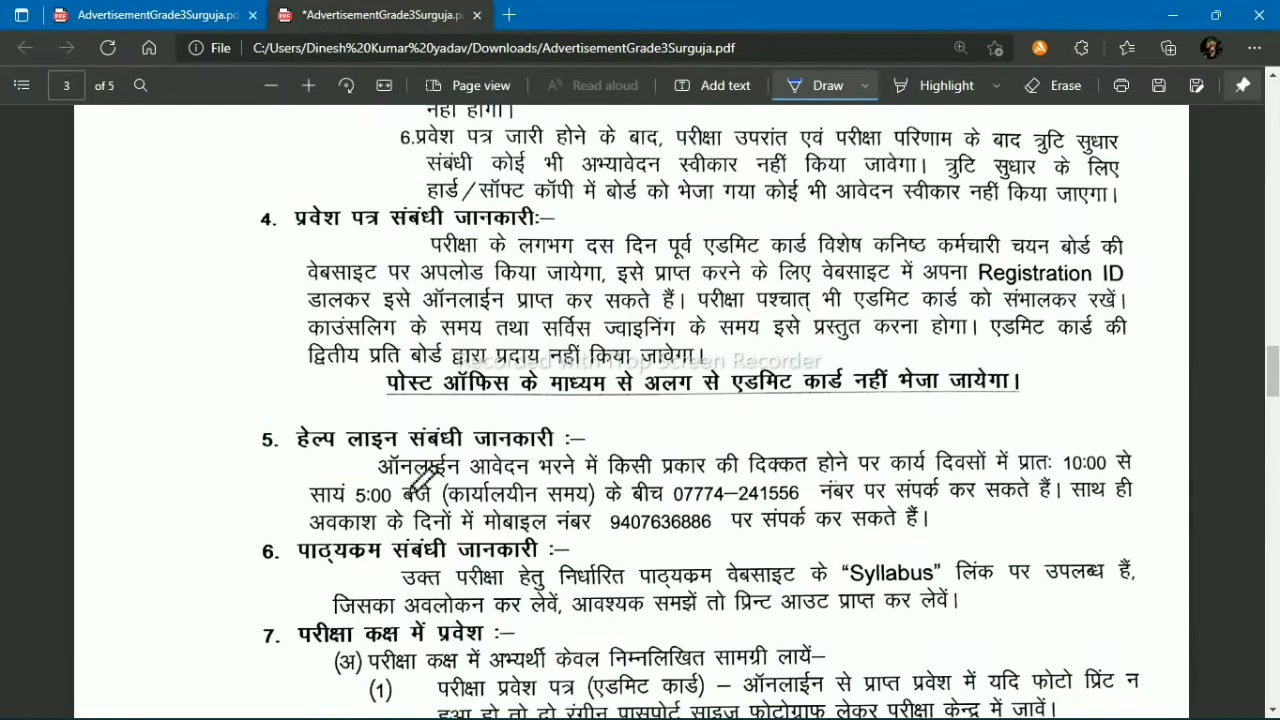 AdvertisementGrade3Surguja.pd
*AdvertisementGrade3Surguja.p
File
C:/Users/Dinesh%20Kumar%20yadav/Downloads/AdvertisementGrade3Surguja.pdf
3 of 5
Page view
Read aloud
Add text
Draw
Highlight
Erase
नहीं होगी।
6.प्रवेश पत्र जारी होने के बाद, परीक्षा उपरांत एवं परीक्षा परिणाम के बाद त्रुटि सुधार
संबंधी कोई भी अभ्यावेदन स्वीकार नहीं किया जावेगा। त्रुटि सुधार के लिए
हार्ड/सॉफ्ट कॉपी में बोर्ड को भेजा गया कोई भी आवेदन स्वीकार नहीं किया जाएगा।
4. प्रवेश पत्र संबंधी जानकारी:–
परीक्षा के लगभग दस दिन पूर्व एडमिट कार्ड विशेष कनिष्ठ कर्मचारी चयन बोर्ड की
वेबसाइट पर अपलोड किया जायेगा, इसे प्राप्त करने के लिए वेबसाइट में अपना Registration ID
डालकर इसे ऑनलाईन प्राप्त कर सकते हैं। परीक्षा पश्चात् भी एडमिट कार्ड को संभालकर रखें।
काउंसलिग के समय तथा सर्विस ज्वाइनिंग के समय इसे प्रस्तुत करना होगा। एडमिट कार्ड की
द्वितीय प्रति बोर्ड द्वारा प्रदाय नहीं किया जावेगा।
Recorded with iTop Screen Recorder
पोस्ट ऑफिस के माध्यम से अलग से एडमिट कार्ड नहीं भेजा जायेगा।
5. हेल्प लाइन संबंधी जानकारी :–
ऑनलाईन आवेदन भरने में किसी प्रकार की दिक्कत होने पर कार्य दिवसों में प्रातः 10:00 से
सायं 5:00 बजे (कार्यालयीन समय) के बीच 07774–241556 नंबर पर संपर्क कर सकते हैं। साथ ही
अवकाश के दिनों में मोबाइल नंबर 9407636886 पर संपर्क कर सकते हैं।
6. पाठ्यक्रम संबंधी जानकारी :–
उक्त परीक्षा हेतु निर्धारित पाठ्यक्रम वेबसाइट के “Syllabus” लिंक पर उपलब्ध हैं,
जिसका अवलोकन कर लेवें, आवश्यक समझें तो प्रिन्ट आउट प्राप्त कर लेवें।
7. परीक्षा कक्ष में प्रवेश :–
(अ) परीक्षा कक्ष में अभ्यर्थी केवल निम्नलिखित सामग्री लायें–
(1) परीक्षा प्रवेश पत्र (एडमिट कार्ड) – ऑनलाईन से प्राप्त प्रवेश में यदि फोटो प्रिंट न
हुआ हो तो दो रंगीन पासपोर्ट साइज फोटोग्राफ लेकर परीक्षा केन्द्र में जावें।